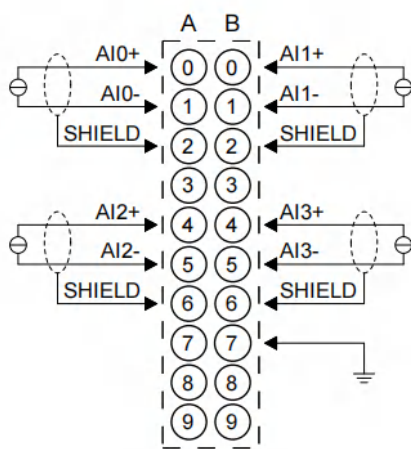 A B
AI0+ 0 0 AI1+
AI0- 1 1 AI1-
SHIELD 2 2 SHIELD
3 3
AI2+ 4 4 AI3+
AI2- 5 5 AI3-
SHIELD 6 6 SHIELD
7 7
8 8
9 9